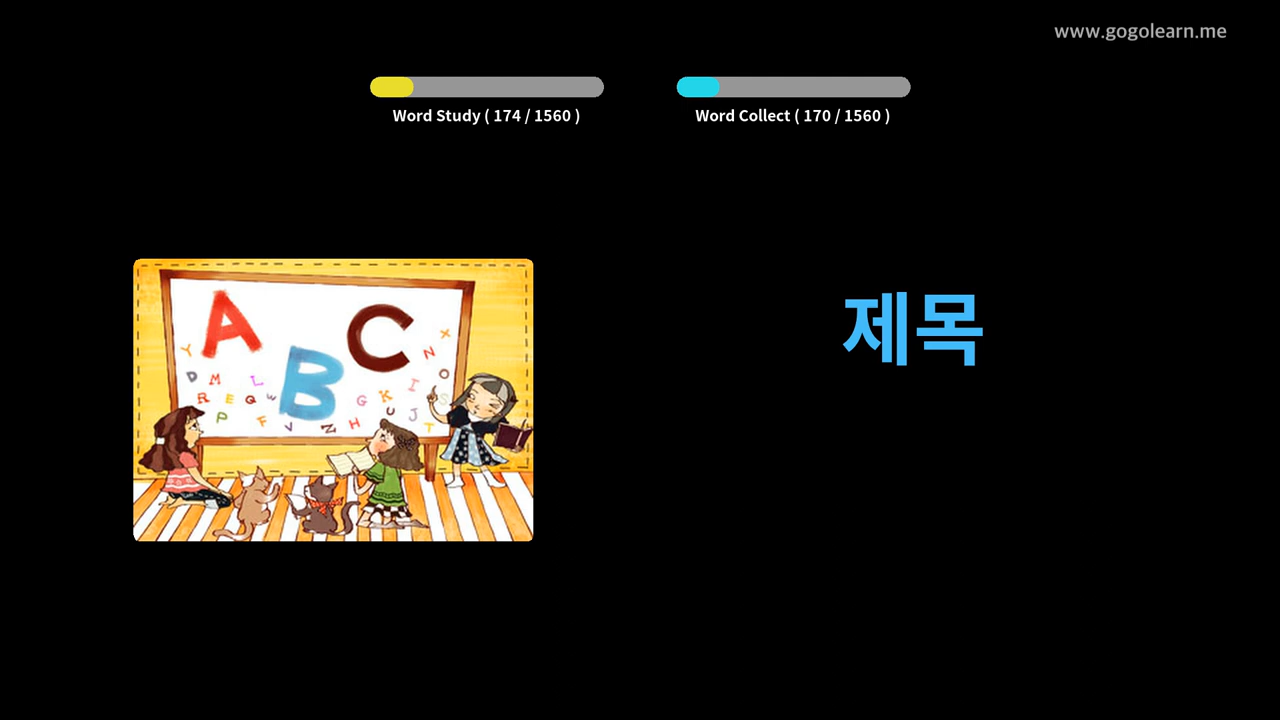 www.gogolearn.me
Word Study ( 174 / 1560 )
Word Collect ( 170 / 1560 )
제목
A
B
C
X
Y
N
D
M
L
I
O
R
E
Q
W
G
K
S
P
F
V
Z
H
U
J
T